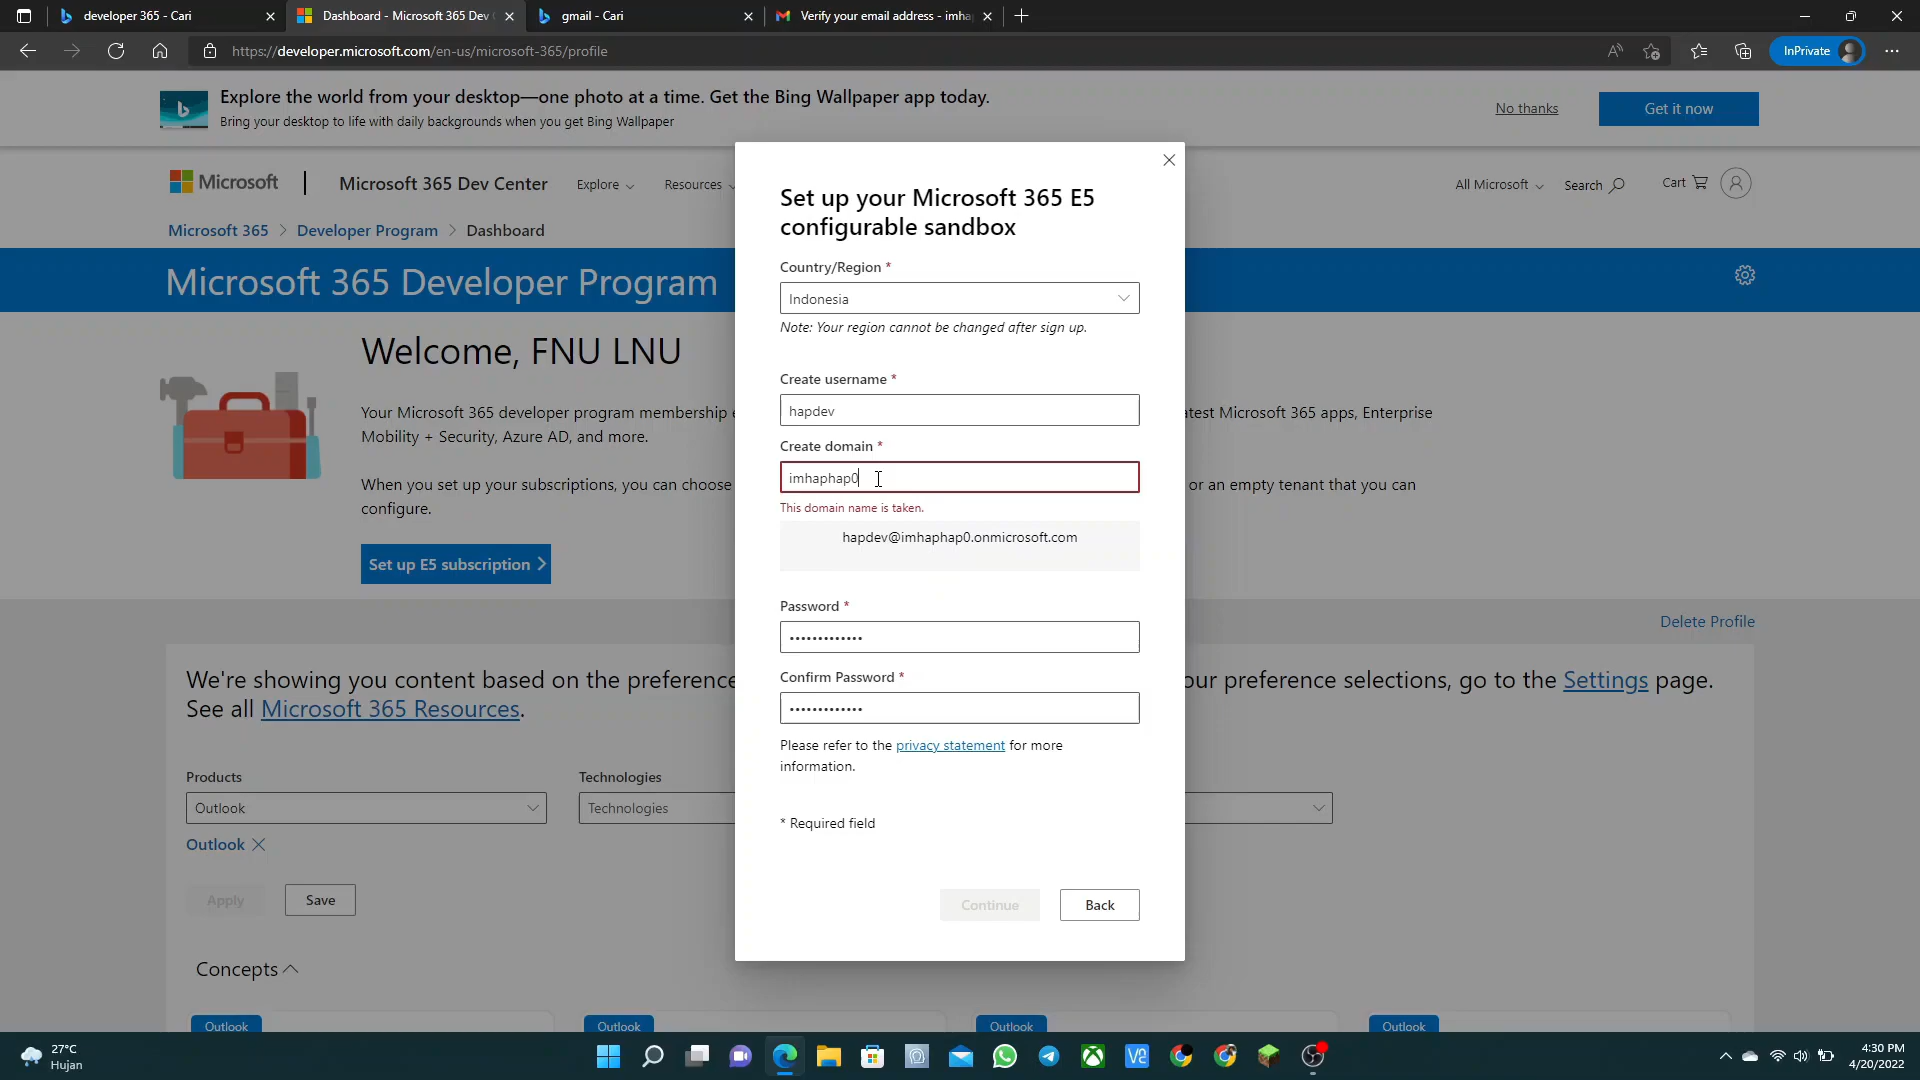 developer 365 - Cari
Dashboard - Microsoft 365 Dev
gmail - Cari
Verify your email address - imha
https://developer.microsoft.com/en-us/microsoft-365/profile
InPrivate
Explore the world from your desktop—one photo at a time. Get the Bing Wallpaper app today.
Bring your desktop to life with daily backgrounds when you get Bing Wallpaper
No thanks
Get it now
Microsoft
Microsoft 365 Dev Center
Explore
Resources
All Microsoft
Search
Cart
Microsoft 365 > Developer Program > Dashboard
Microsoft 365 Developer Program
Welcome, FNU LNU
Your Microsoft 365 developer program membership
atest Microsoft 365 apps, Enterprise
Mobility + Security, Azure AD, and more.
When you set up your subscriptions, you can choose
or an empty tenant that you can
configure.
Set up E5 subscription
Delete Profile
We're showing you content based on the preference
our preference selections, go to the Settings page.
See all Microsoft 365 Resources.
Products
Technologies
Outlook
Technologies
Outlook
Apply
Save
Concepts
Outlook
Outlook
Outlook
Outlook
Set up your Microsoft 365 E5
configurable sandbox
Country/Region *
Indonesia
Note: Your region cannot be changed after sign up.
Create username *
hapdev
Create domain *
imhaphap0
This domain name is taken.
hapdev@imhaphap0.onmicrosoft.com
Password *
•••••••••••••
Confirm Password *
•••••••••••••
Please refer to the privacy statement for more
information.
* Required field
Continue
Back
27°C
Hujan
4:30 PM
4/20/2022